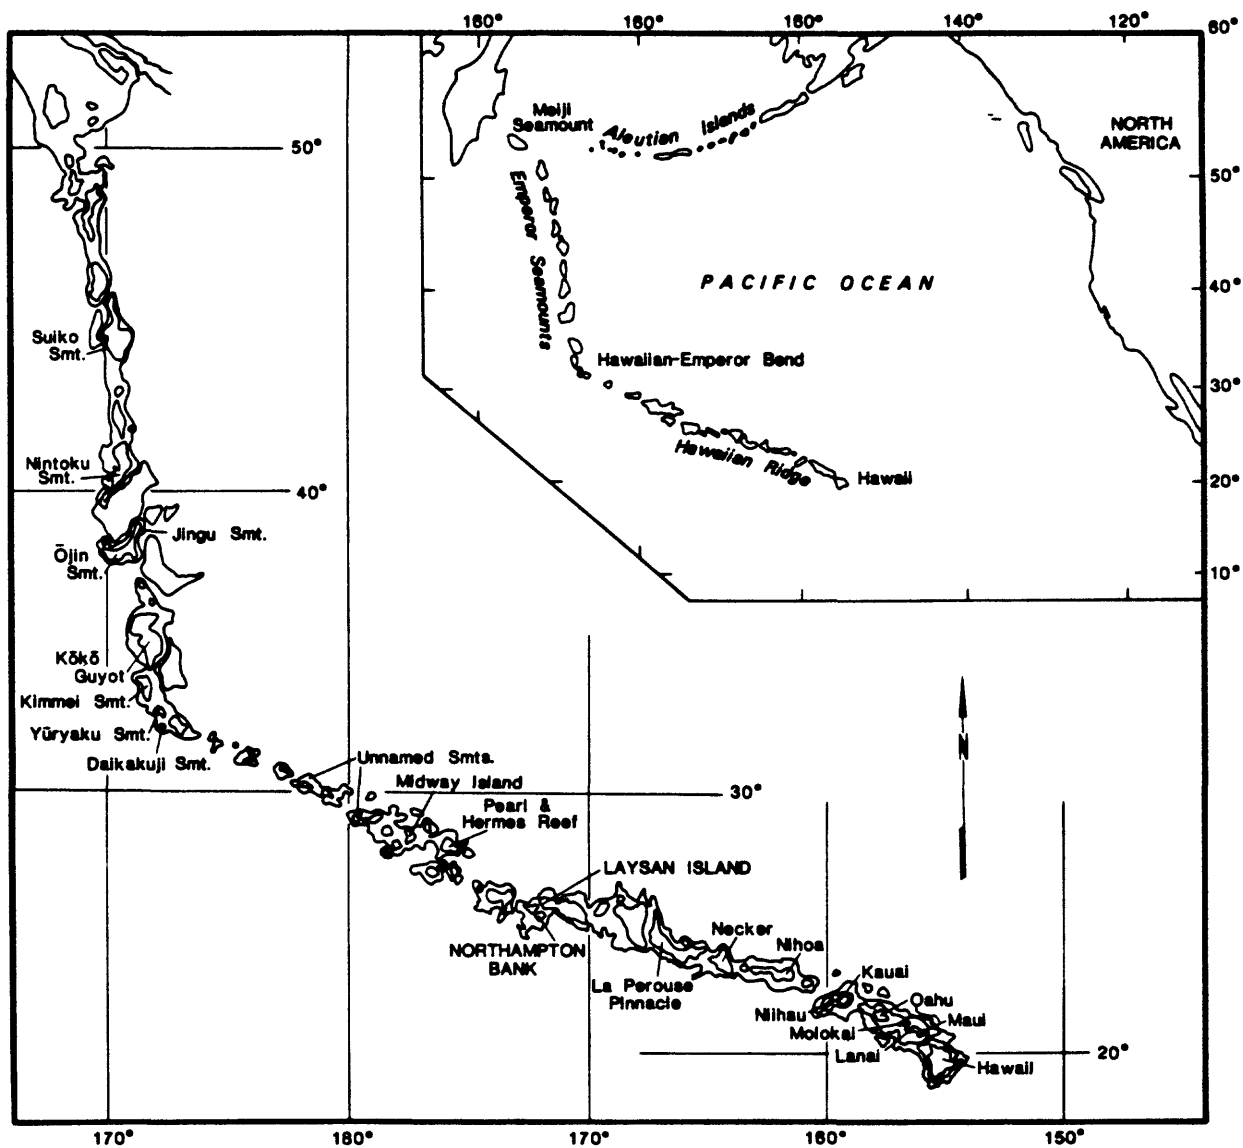 160° 160° 160° 140° 120° 60°
Meiji
Seamount
Aleutian Islands
NORTH
AMERICA
50°
50°
Emperor Seamounts
PACIFIC OCEAN
40°
Suiko
Smt.
Hawaiian-Emperor Bend
30°
Hawaiian Ridge
Hawaii
20°
Nintoku
Smt.
40°
Jingu Smt.
Ōjin
Smt.
10°
Kōkō
Guyot
Kimmei Smt.
Yūryaku Smt.
Daikakuji Smt.
N
Unnamed Smts.
Midway Island
30°
Pearl &
Hermes Reef
LAYSAN ISLAND
NORTHAMPTON
BANK
Necker
Nihoa
La Perouse
Pinnacle
Kauai
Niihau
Oahu
Molokai
Maui
Lanai
20°
Hawaii
170° 180° 170° 160° 150°